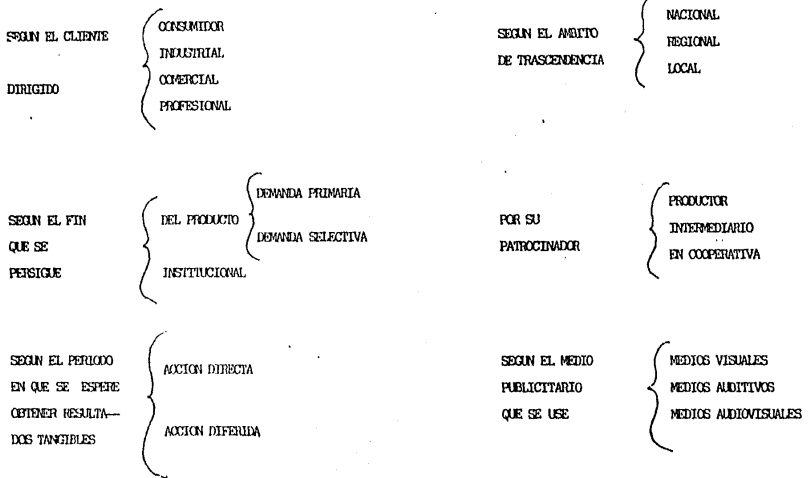 SEGUN EL CLIENTE
DIRIGIDO
CONSUMIDOR
INDUSTRIAL
COMERCIAL
PROFESIONAL
SEGUN EL AMBITO
DE TRASCENDENCIA
NACIONAL
REGIONAL
LOCAL
SEGUN EL FIN
QUE SE
PERSIGUE
DEL PRODUCTO
DEMANDA PRIMARIA
DEMANDA SELECTIVA
INSTITUCIONAL
POR SU
PATROCINADOR
PRODUCTOR
INTERMEDIARIO
EN COOPERATIVA
SEGUN EL PERIODO
EN QUE SE ESPERE
OBTENER RESULTA-
DOS TANGIBLES
ACCION DIRECTA
ACCION DIFERIDA
SEGUN EL MEDIO
PUBLICITARIO
QUE SE USE
MEDIOS VISUALES
MEDIOS AUDITIVOS
MEDIOS AUDIOVISUALES